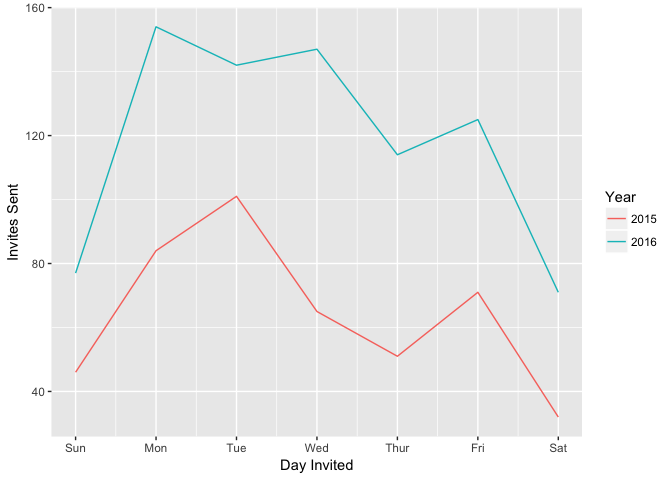 160
120
80
40
Invites Sent
Sun Mon Tue Wed Thur Fri Sat
Day Invited
Year
2015
2016